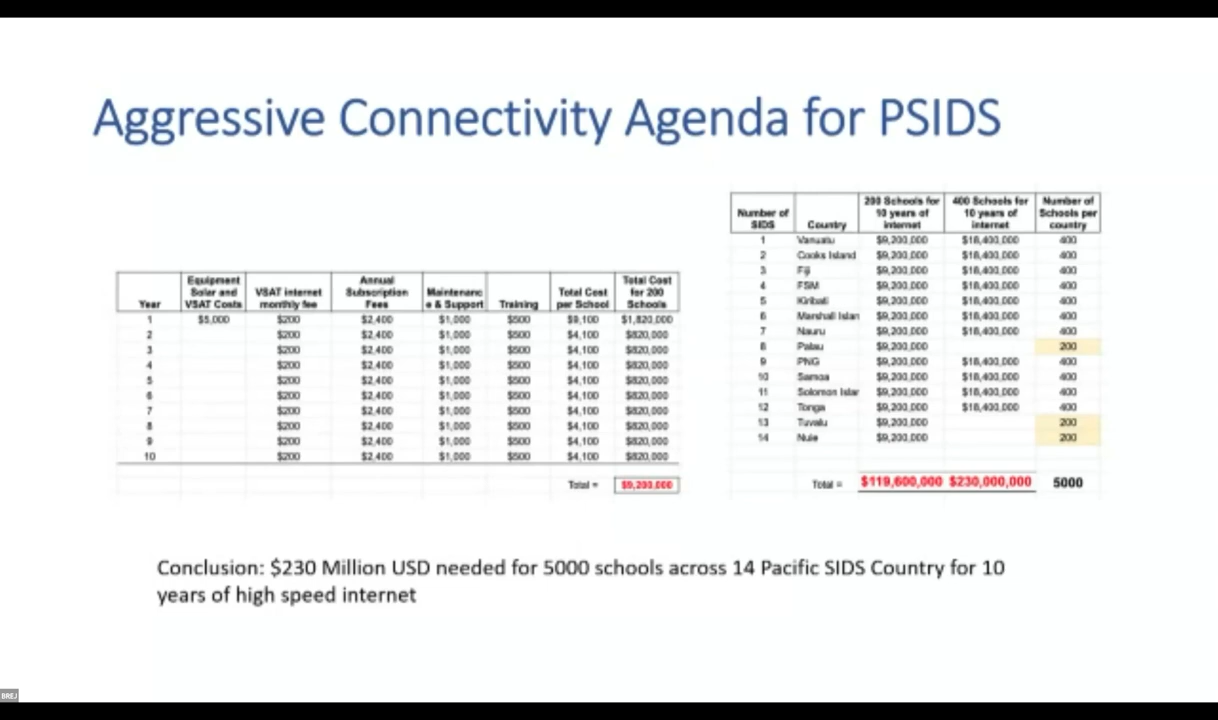 Aggressive Connectivity Agenda for PSIDS
Year Equipment Solar and VSAT Costs VSAT internet monthly fee Annual Subscription Fees Maintenanc e & Support Training Total Cost per School Total Cost for 200 Schools
1 $5,000 $200 $2,400 $1,000 $500 $9,100 $1,820,000
2 $200 $2,400 $1,000 $500 $4,100 $820,000
3 $200 $2,400 $1,000 $500 $4,100 $820,000
4 $200 $2,400 $1,000 $500 $4,100 $820,000
5 $200 $2,400 $1,000 $500 $4,100 $820,000
6 $200 $2,400 $1,000 $500 $4,100 $820,000
7 $200 $2,400 $1,000 $500 $4,100 $820,000
8 $200 $2,400 $1,000 $500 $4,100 $820,000
9 $200 $2,400 $1,000 $500 $4,100 $820,000
10 $200 $2,400 $1,000 $500 $4,100 $820,000
Total = $9,200,000
Number of SIDS Country 200 Schools for 10 years of internet 400 Schools for 10 years of internet Number of Schools per country
1 Vanuatu $9,200,000 $18,400,000 400
2 Cooks Island $9,200,000 $18,400,000 400
3 Fiji $9,200,000 $18,400,000 400
4 FSM $9,200,000 $18,400,000 400
5 Kiribati $9,200,000 $18,400,000 400
6 Marshall Islan $9,200,000 $18,400,000 400
7 Nauru $9,200,000 $18,400,000 400
8 Palau $9,200,000 200
9 PNG $9,200,000 $18,400,000 400
10 Samoa $9,200,000 $18,400,000 400
11 Solomon Islar $9,200,000 $18,400,000 400
12 Tonga $9,200,000 $18,400,000 400
13 Tuvalu $9,200,000 200
14 Nuie $9,200,000 200
Total = $119,600,000 $230,000,000 5000
Conclusion: $230 Million USD needed for 5000 schools across 14 Pacific SIDS Country for 10
years of high speed internet
BREJ